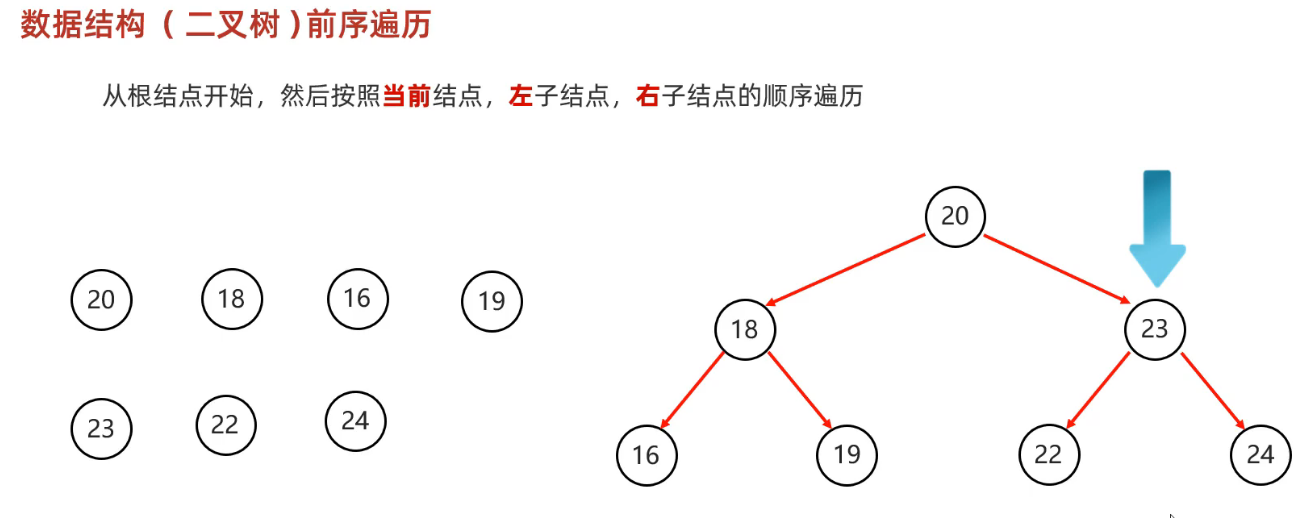 数据结构（二叉树）前序遍历
从根结点开始，然后按照当前结点，左子结点，右子结点的顺序遍历
20 18 16 19
23 22 24
20
18 23
16 19 22 24